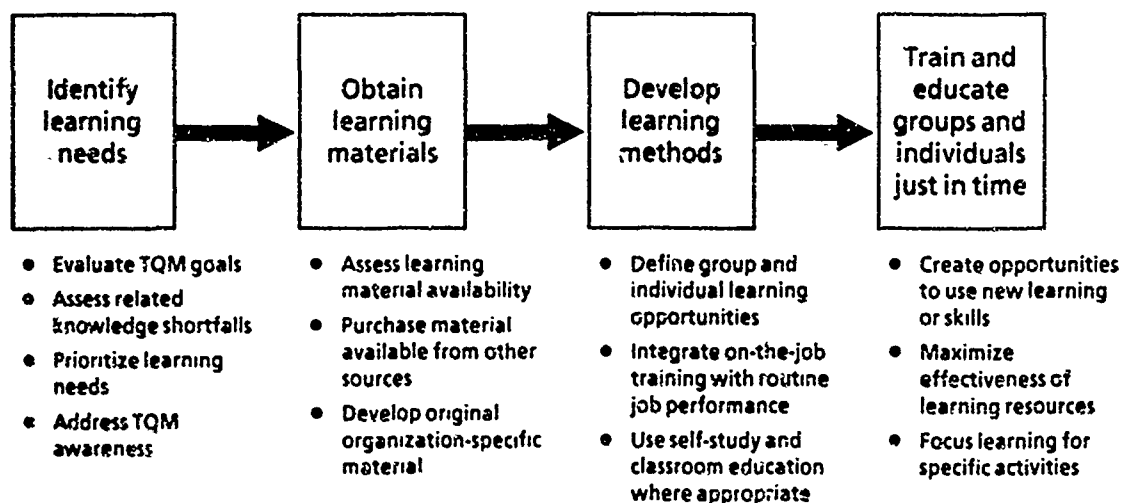 Identify
learning
needs
Obtain
learning
materials
Develop
learning
methods
Train and
educate
groups and
individuals
just in time
• Evaluate TQM goals
• Assess related
knowledge shortfalls
• Prioritize learning
needs
• Address TQM
awareness
• Assess learning
material availability
• Purchase material
available from other
sources
• Develop original
organization-specific
material
• Define group and
individual learning
opportunities
• Integrate on-the-job
training with routine
job performance
• Use self-study and
classroom education
where appropriate
• Create opportunities
to use new learning
or skills
• Maximize
effectiveness of
learning resources
• Focus learning for
specific activities